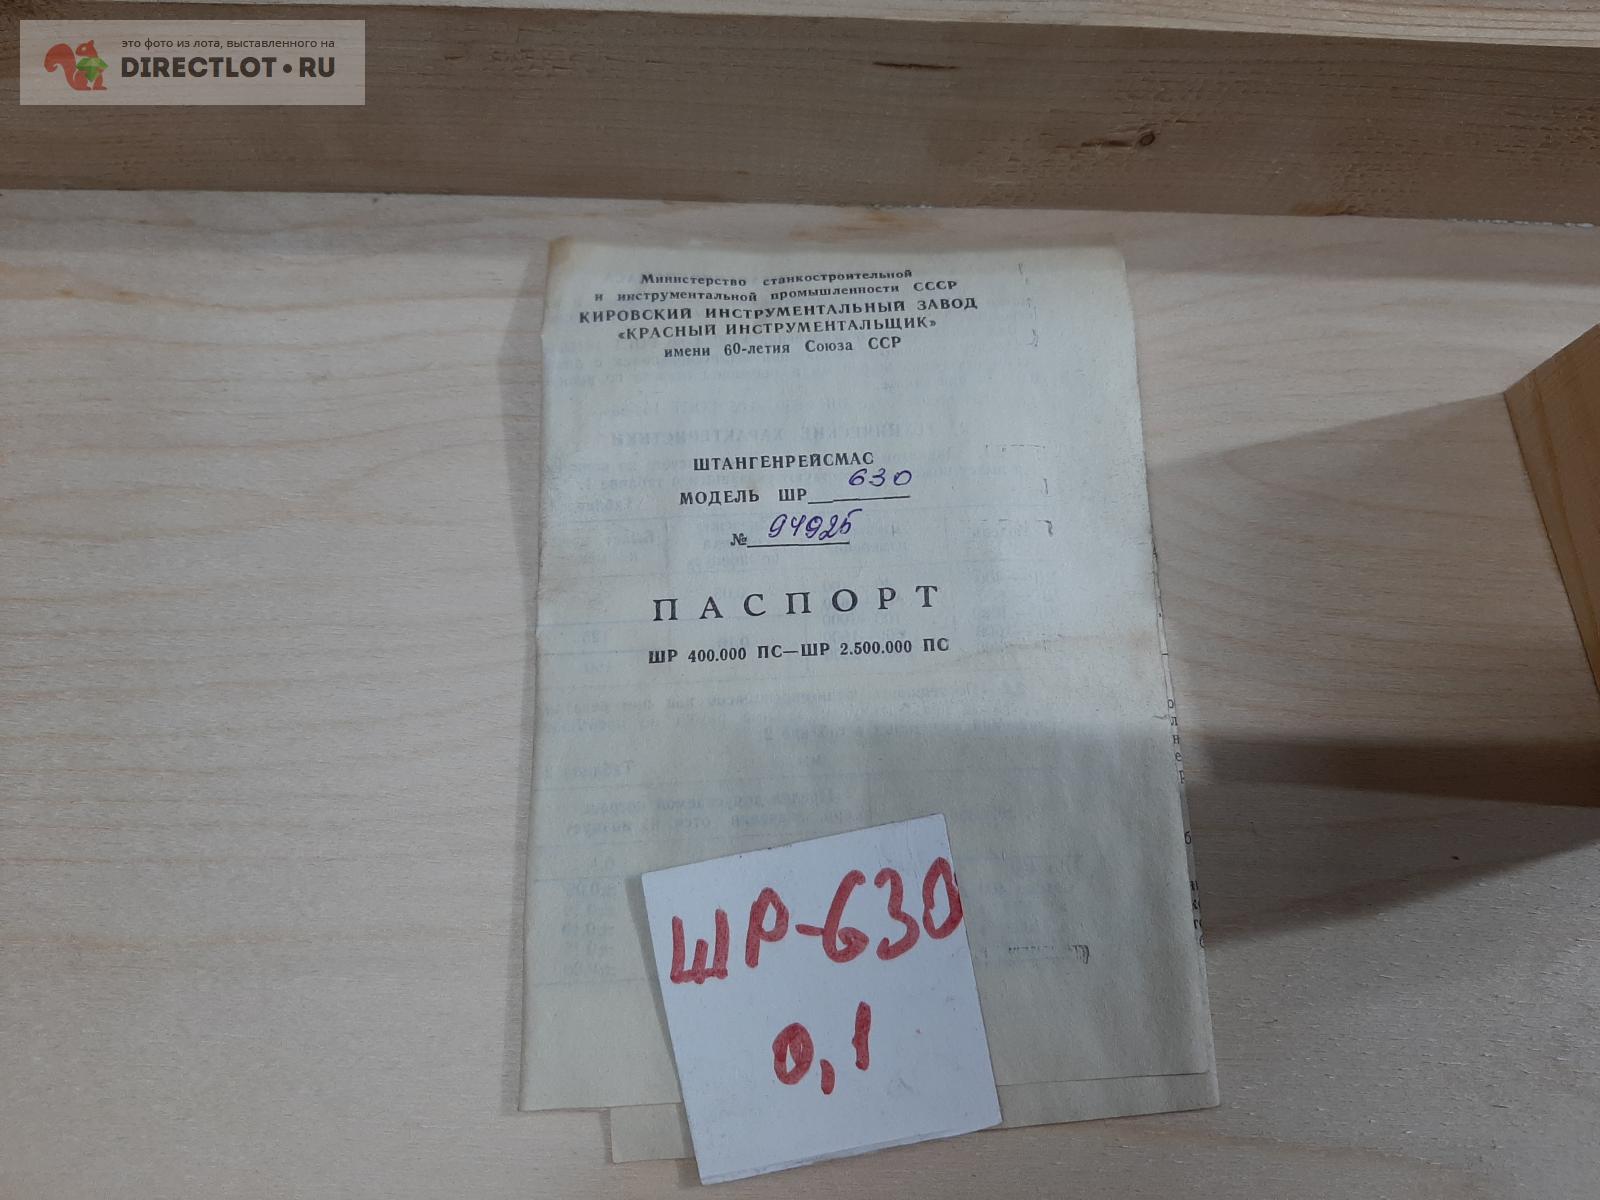 это фото из лота, выставленного на
DIRECTLOT•RU
Министерство станкостроительной
и инструментальной промышленности СССР
КИРОВСКИЙ ИНСТРУМЕНТАЛЬНЫЙ ЗАВОД
«КРАСНЫЙ ИНСТРУМЕНТАЛЬЩИК»
имени 60-летия Союза ССР
ШТАНГЕНРЕЙСМАС
МОДЕЛЬ ШР 630
№ 94925
ПАСПОРТ
ШР 400.000 ПС—ШР 2.500.000 ПС
ШР-630
0,1